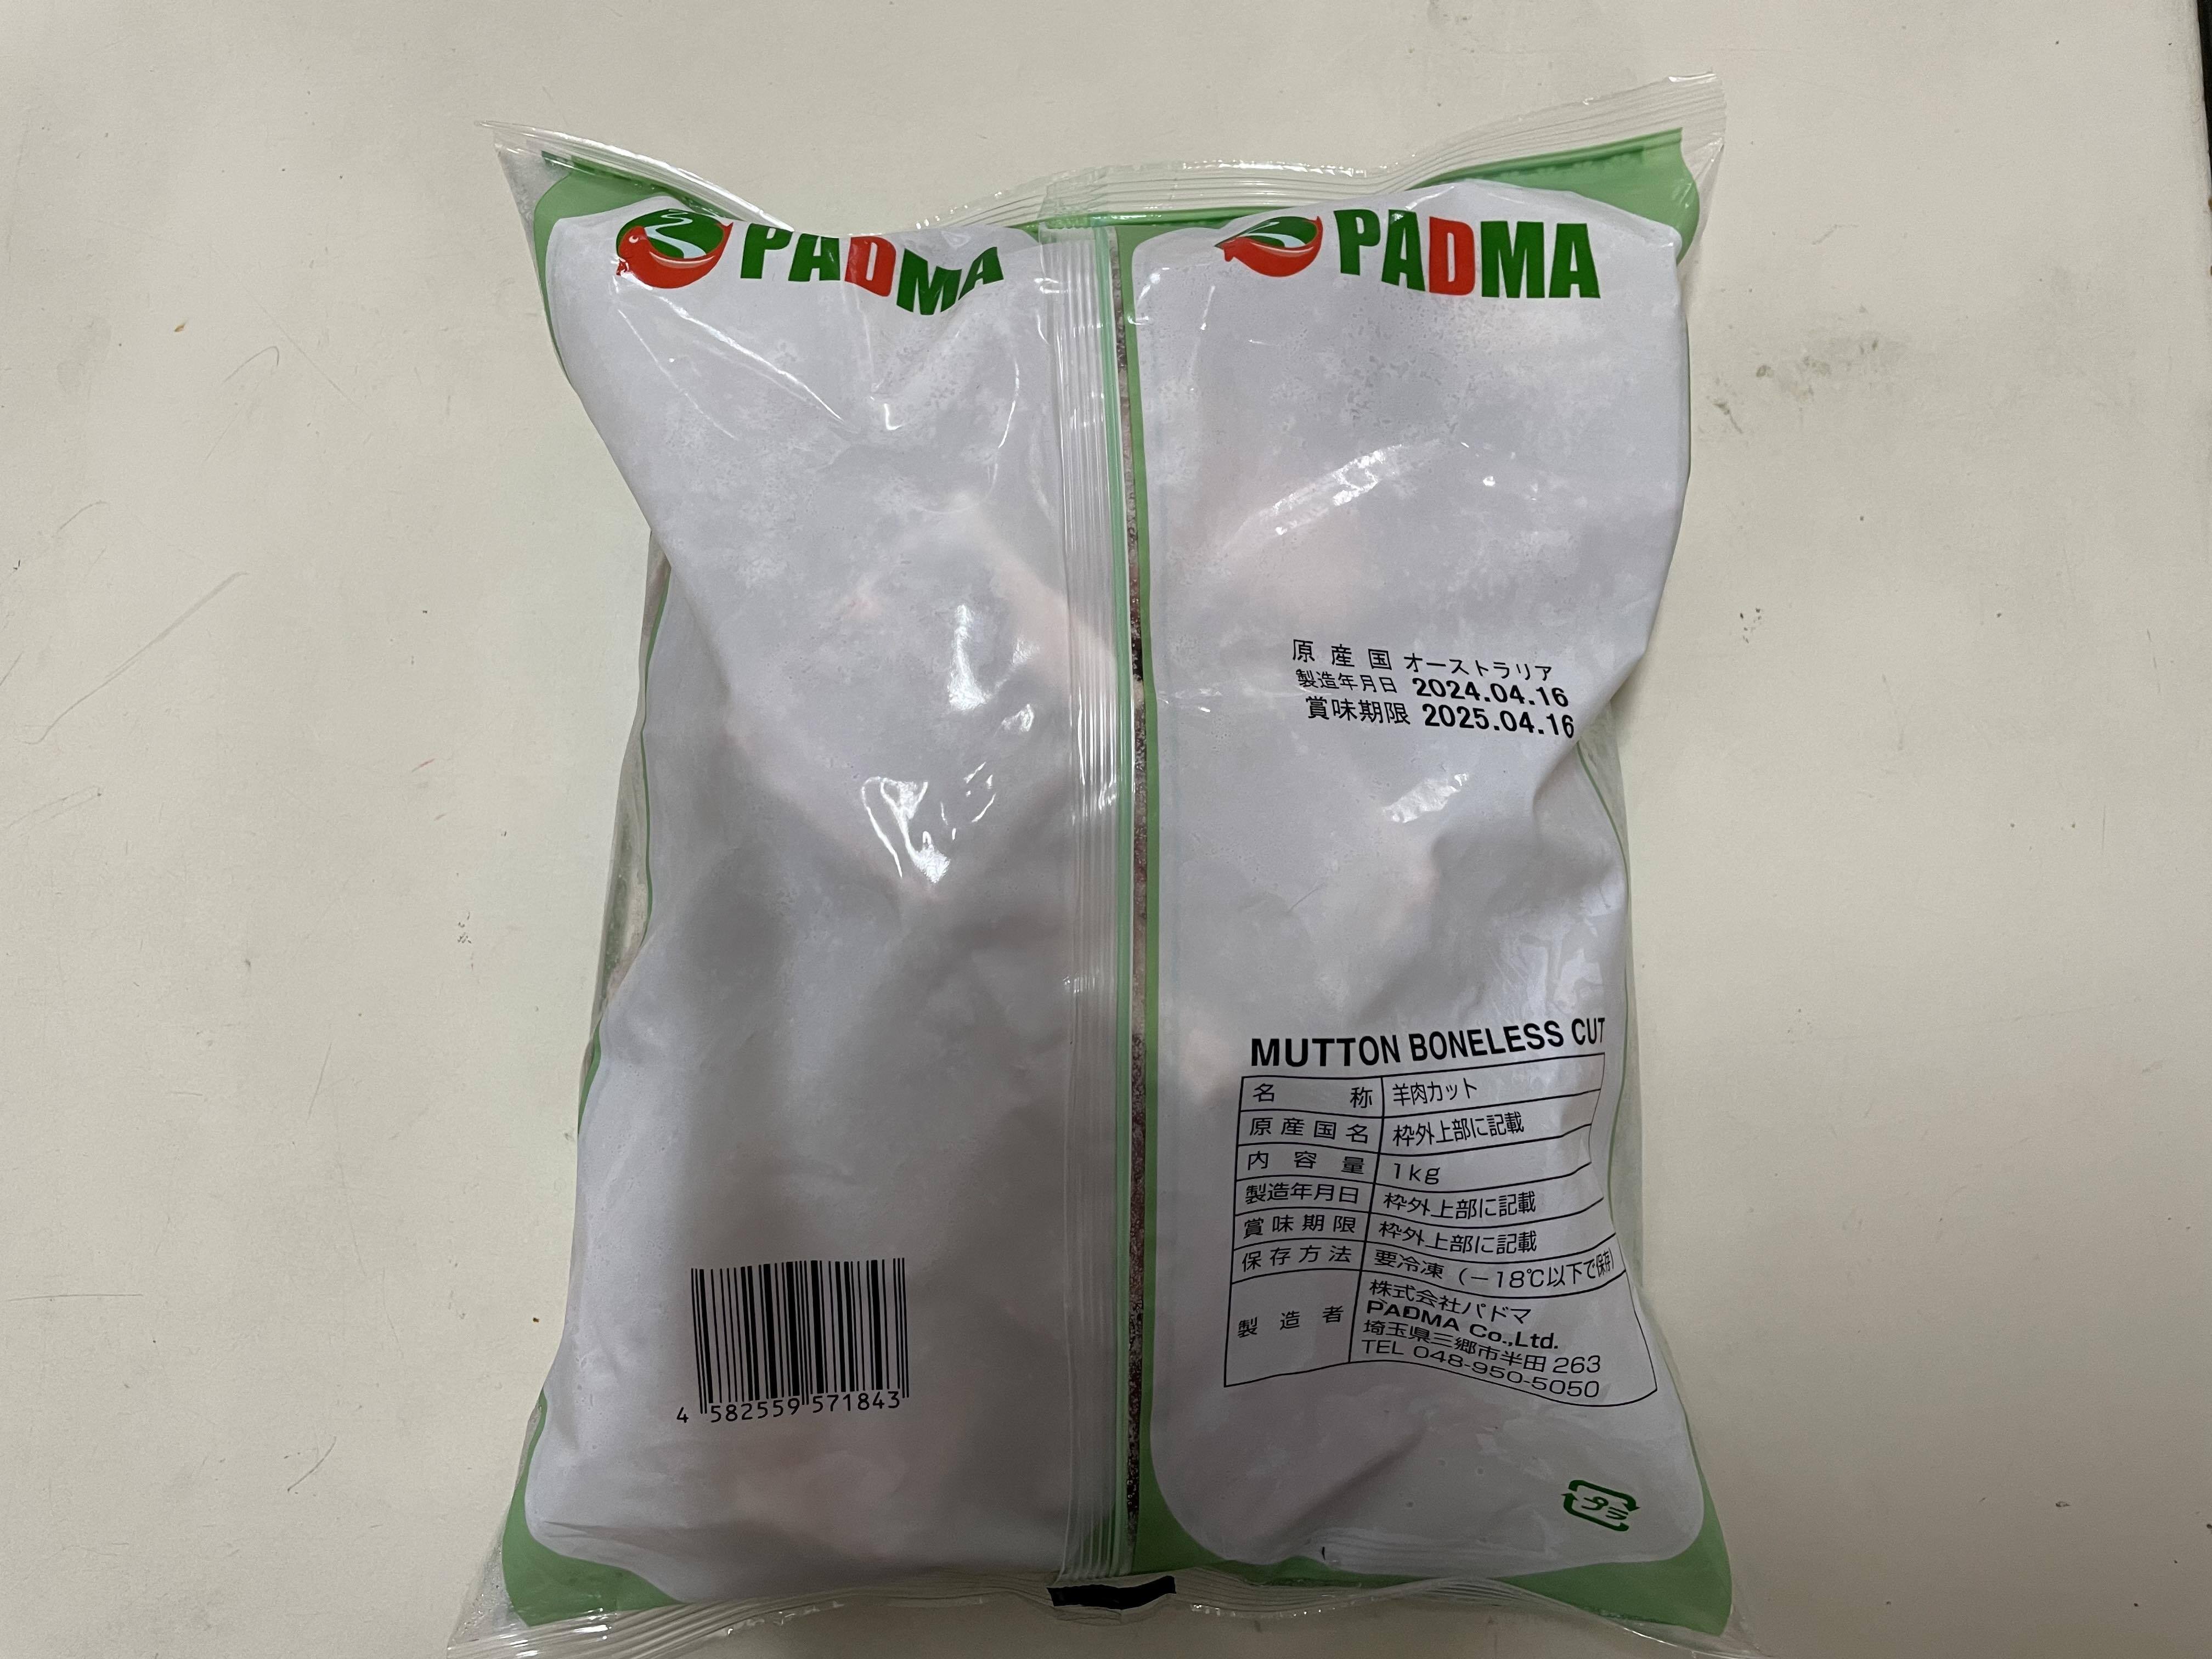 PADMA
PADMA
原産国 オーストラリア
製造年月日 2024.04.16
賞味期限 2025.04.16
MUTTON BONELESS CUT
名称 羊肉カット
原産国名 枠外上部に記載
内容量 1kg
製造年月日 枠外上部に記載
賞味期限 枠外上部に記載
保存方法 要冷凍（－18℃以下で保存）
製造者 株式会社パドマ
PADMA Co.,Ltd.
埼玉県三郷市半田 263
TEL 048-950-5050
4 582559 571843
プラ